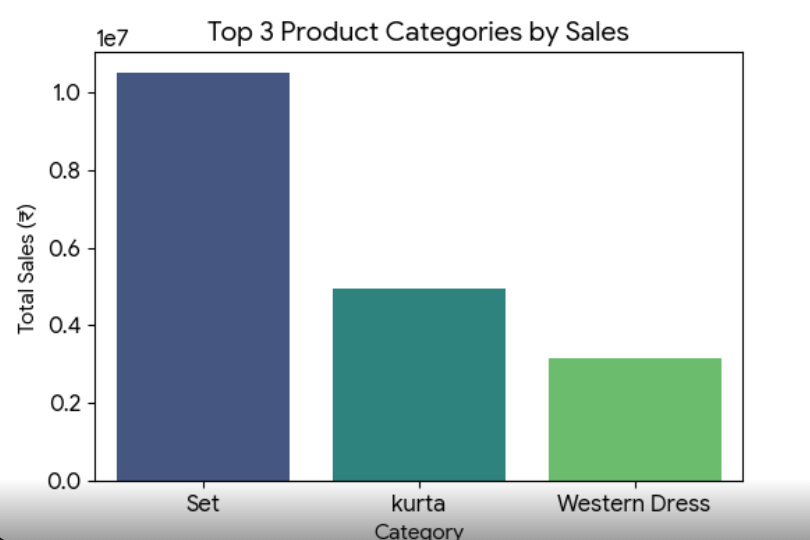 Top 3 Product Categories by Sales
1e7
1.0
0.8
0.6
0.4
0.2
0.0
Total Sales (₹)
Set
kurta
Western Dress
Category